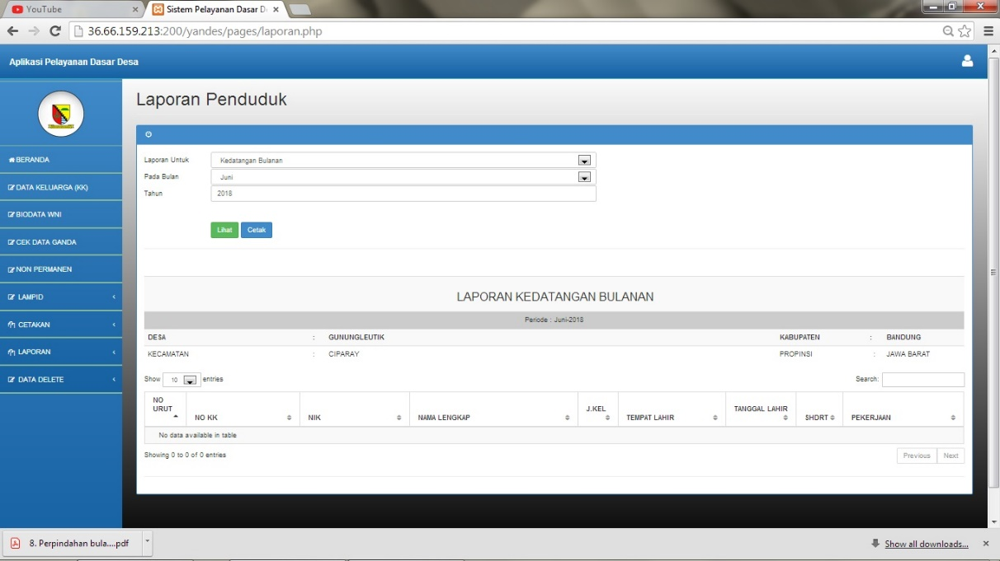 YouTube
Sistem Pelayanan Dasar D
36.66.159.213:200/yandes/pages/laporan.php
Aplikasi Pelayanan Dasar Desa
BERANDA
DATA KELUARGA (KK)
BIODATA WNI
CEK DATA GANDA
NON PERMANEN
LAMPID
CETAKAN
LAPORAN
DATA DELETE
Laporan Penduduk
Laporan Untuk Kedatangan Bulanan
Pada Bulan Juni
Tahun 2018
Lihat Cetak
LAPORAN KEDATANGAN BULANAN
Periode : Juni-2018
DESA : GUNUNGLEUTIK KABUPATEN : BANDUNG
KECAMATAN : CIPARAY PROPINSI : JAWA BARAT
Show 10 entries Search:
NO URUT NO KK NIK NAMA LENGKAP J.KEL TEMPAT LAHIR TANGGAL LAHIR SHDRT PEKERJAAN
No data available in table
Showing 0 to 0 of 0 entries Previous Next
8. Perpindahan bula....pdf Show all downloads...